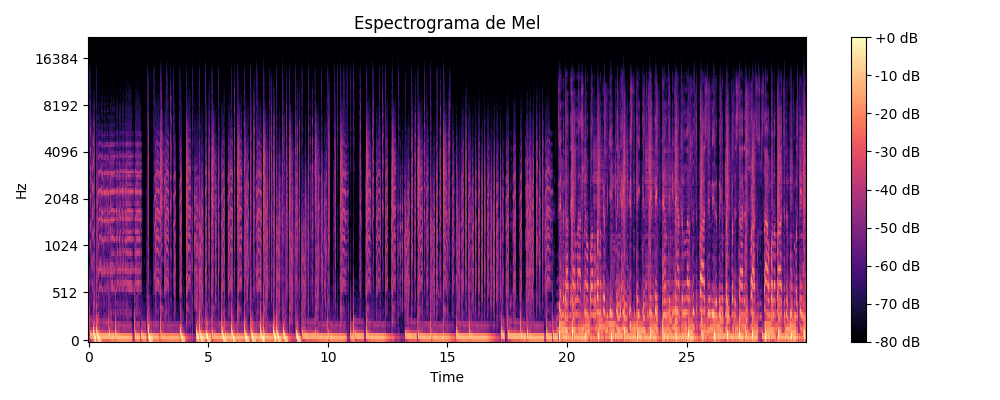 Espectrograma de Mel
Hz
16384
8192
4096
2048
1024
512
0
0 5 10 15 20 25
Time
+0 dB
-10 dB
-20 dB
-30 dB
-40 dB
-50 dB
-60 dB
-70 dB
-80 dB